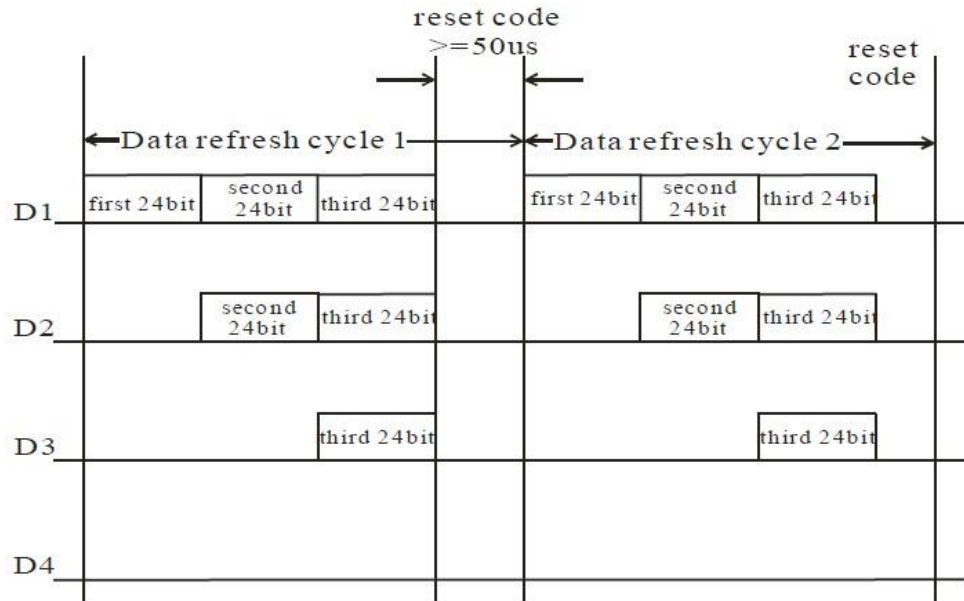 reset code
>=50us
reset
code
Data refresh cycle 1
Data refresh cycle 2
D1
first 24bit
second
24bit
third 24bit
first 24bit
second
24bit
third 24bit
D2
second
24bit
third 24bit
second
24bit
third 24bit
D3
third 24bit
third 24bit
D4